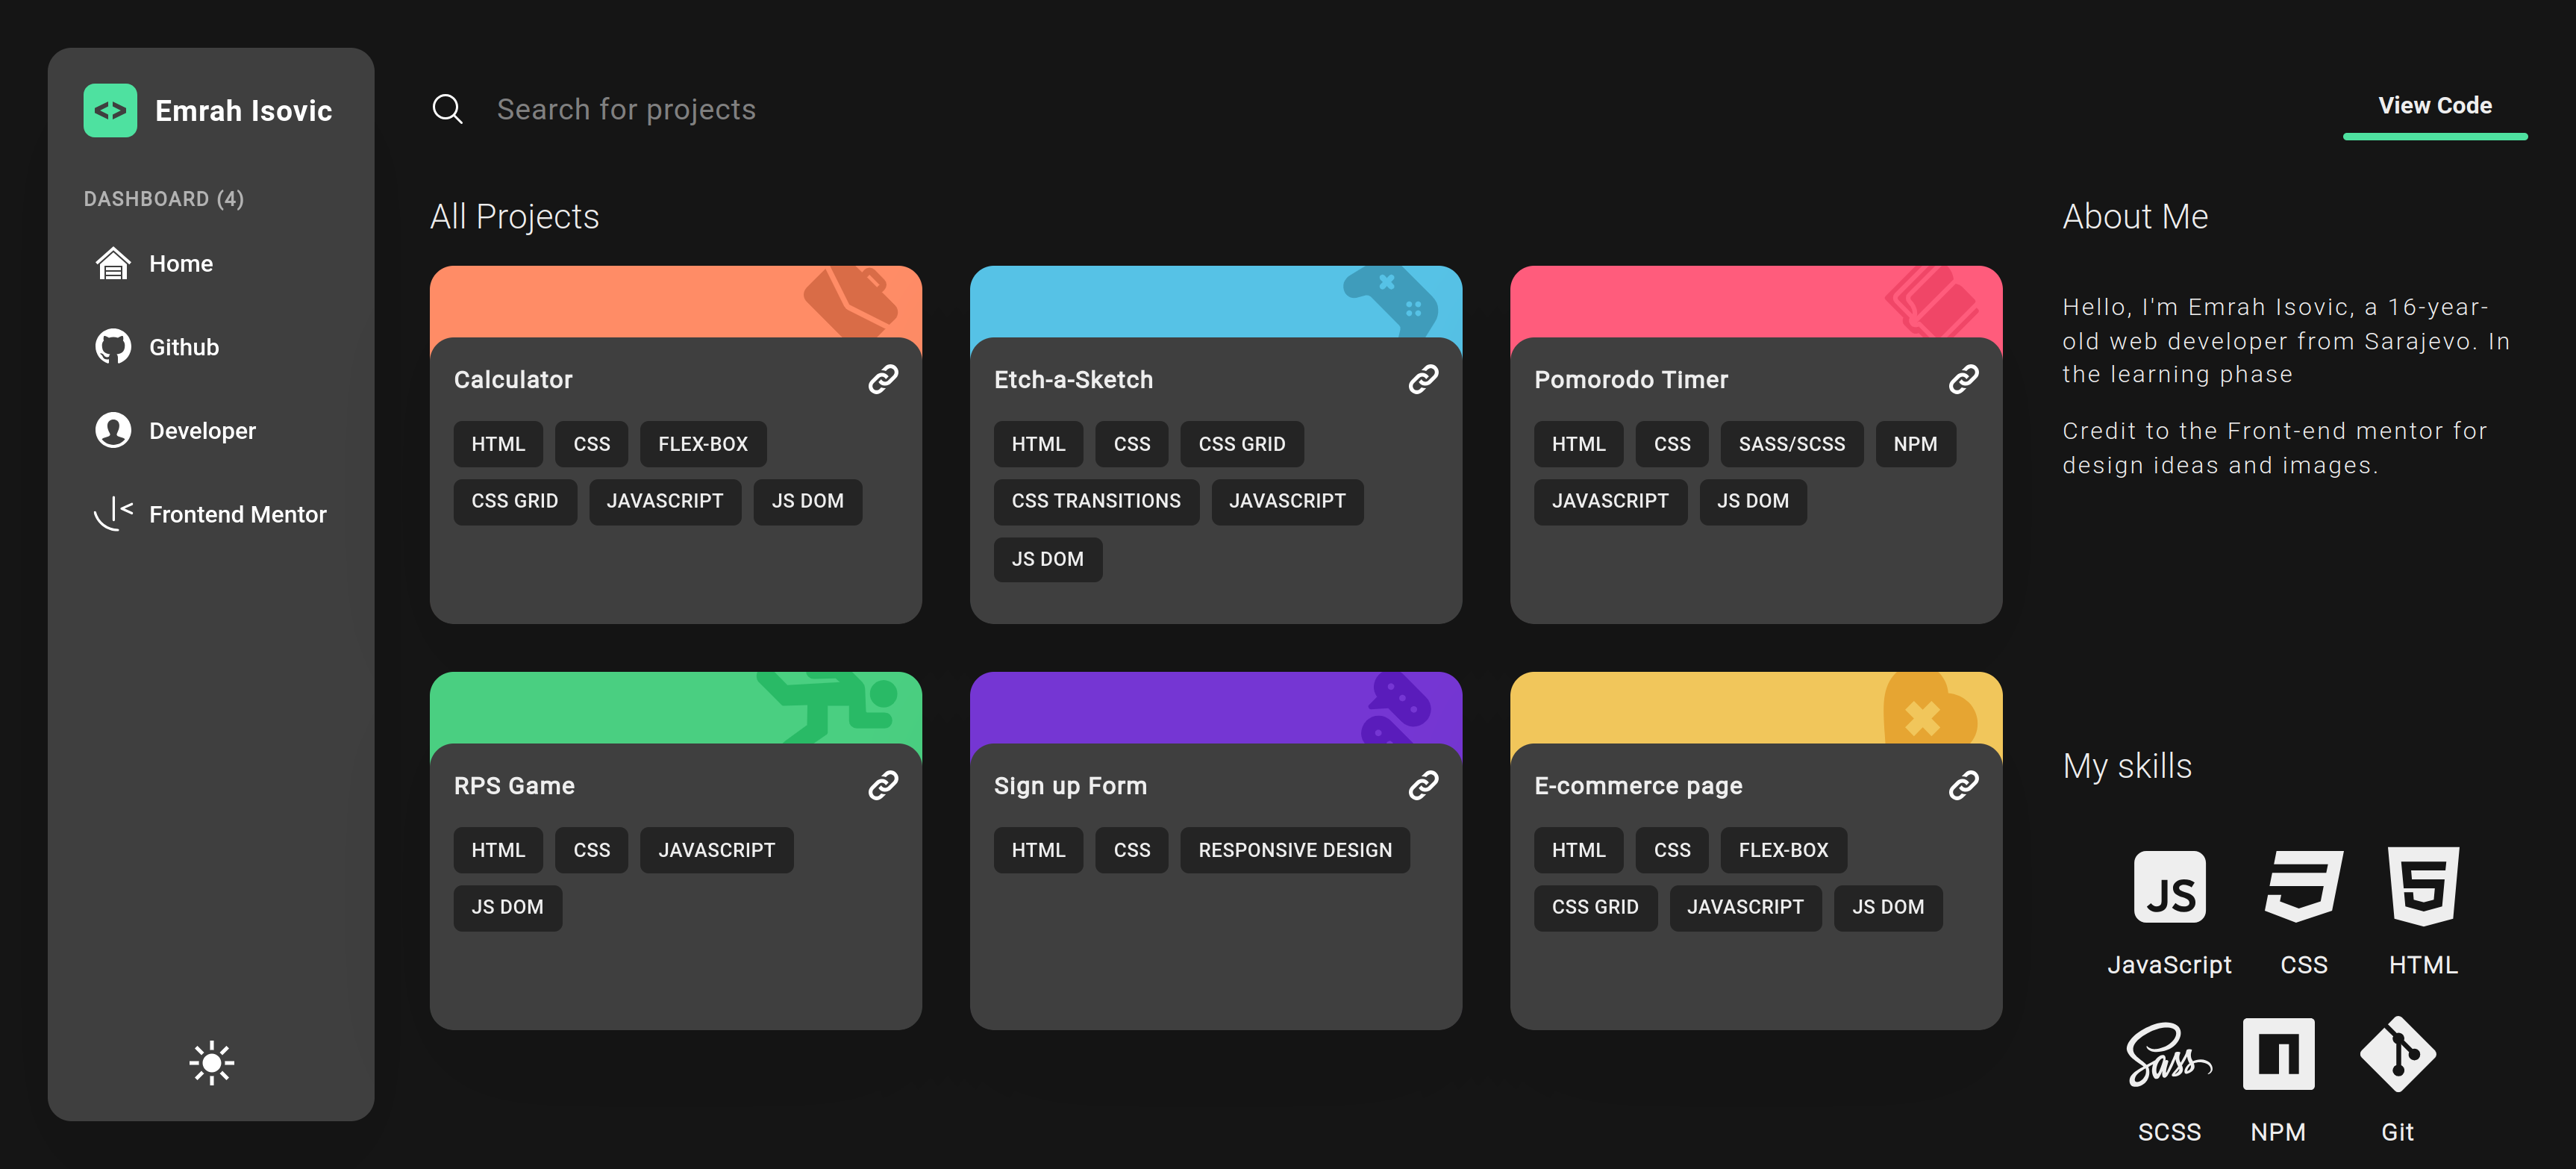 <> Emrah Isovic
DASHBOARD (4)
Home
Github
Developer
Frontend Mentor
Search for projects
View Code
All Projects
Calculator
HTML CSS FLEX-BOX
CSS GRID JAVASCRIPT JS DOM
Etch-a-Sketch
HTML CSS CSS GRID
CSS TRANSITIONS JAVASCRIPT
JS DOM
Pomorodo Timer
HTML CSS SASS/SCSS NPM
JAVASCRIPT JS DOM
RPS Game
HTML CSS JAVASCRIPT
JS DOM
Sign up Form
HTML CSS RESPONSIVE DESIGN
E-commerce page
HTML CSS FLEX-BOX
CSS GRID JAVASCRIPT JS DOM
About Me
Hello, I'm Emrah Isovic, a 16-year-
old web developer from Sarajevo. In
the learning phase
Credit to the Front-end mentor for
design ideas and images.
My skills
JS 5
JavaScript CSS HTML
Sass n
SCSS NPM Git